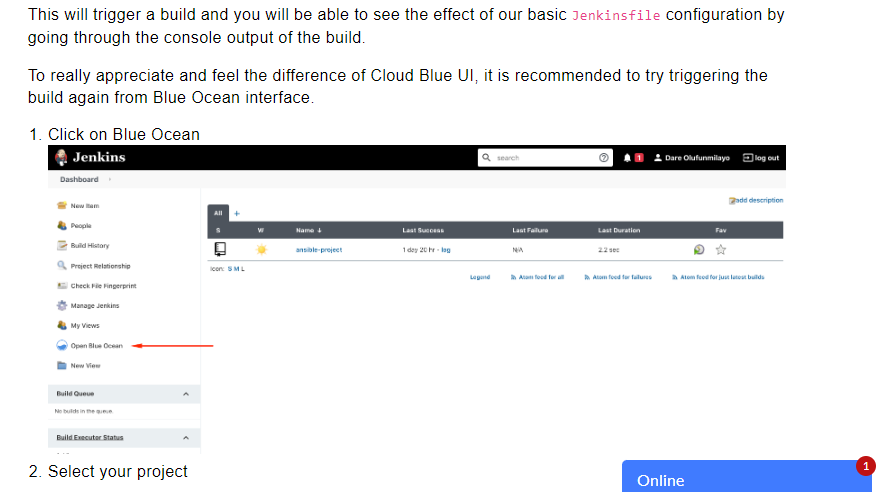 This will trigger a build and you will be able to see the effect of our basic Jenkinsfile configuration by
going through the console output of the build.
To really appreciate and feel the difference of Cloud Blue UI, it is recommended to try triggering the
build again from Blue Ocean interface.
1. Click on Blue Ocean
Jenkins
search
1
Dare Olufunmilayo
log out
Dashboard
add description
New Item
People
Build History
Project Relationship
Check File Fingerprint
Manage Jenkins
My Views
Open Blue Ocean
New View
All +
S W Name ↓ Last Success Last Failure Last Duration Fav
ansible-project 1 day 20 hr - log N/A 2.2 sec
Icon: S M L
Legend Atom feed for all Atom feed for failures Atom feed for just latest builds
Build Queue
No builds in the queue.
Build Executor Status
2. Select your project
1
Online